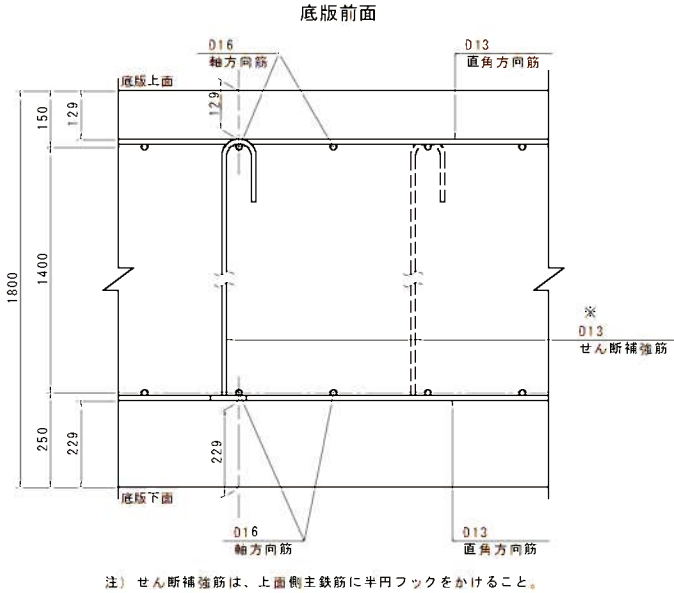 底版前面
D16
軸方向筋
D13
直角方向筋
底版上面
150
129
129
1800
1400
※
D13
せん断補強筋
250
229
229
底版下面
D16
軸方向筋
D13
直角方向筋
注） せん断補強筋は、上面側主鉄筋に半円フックをかけること。